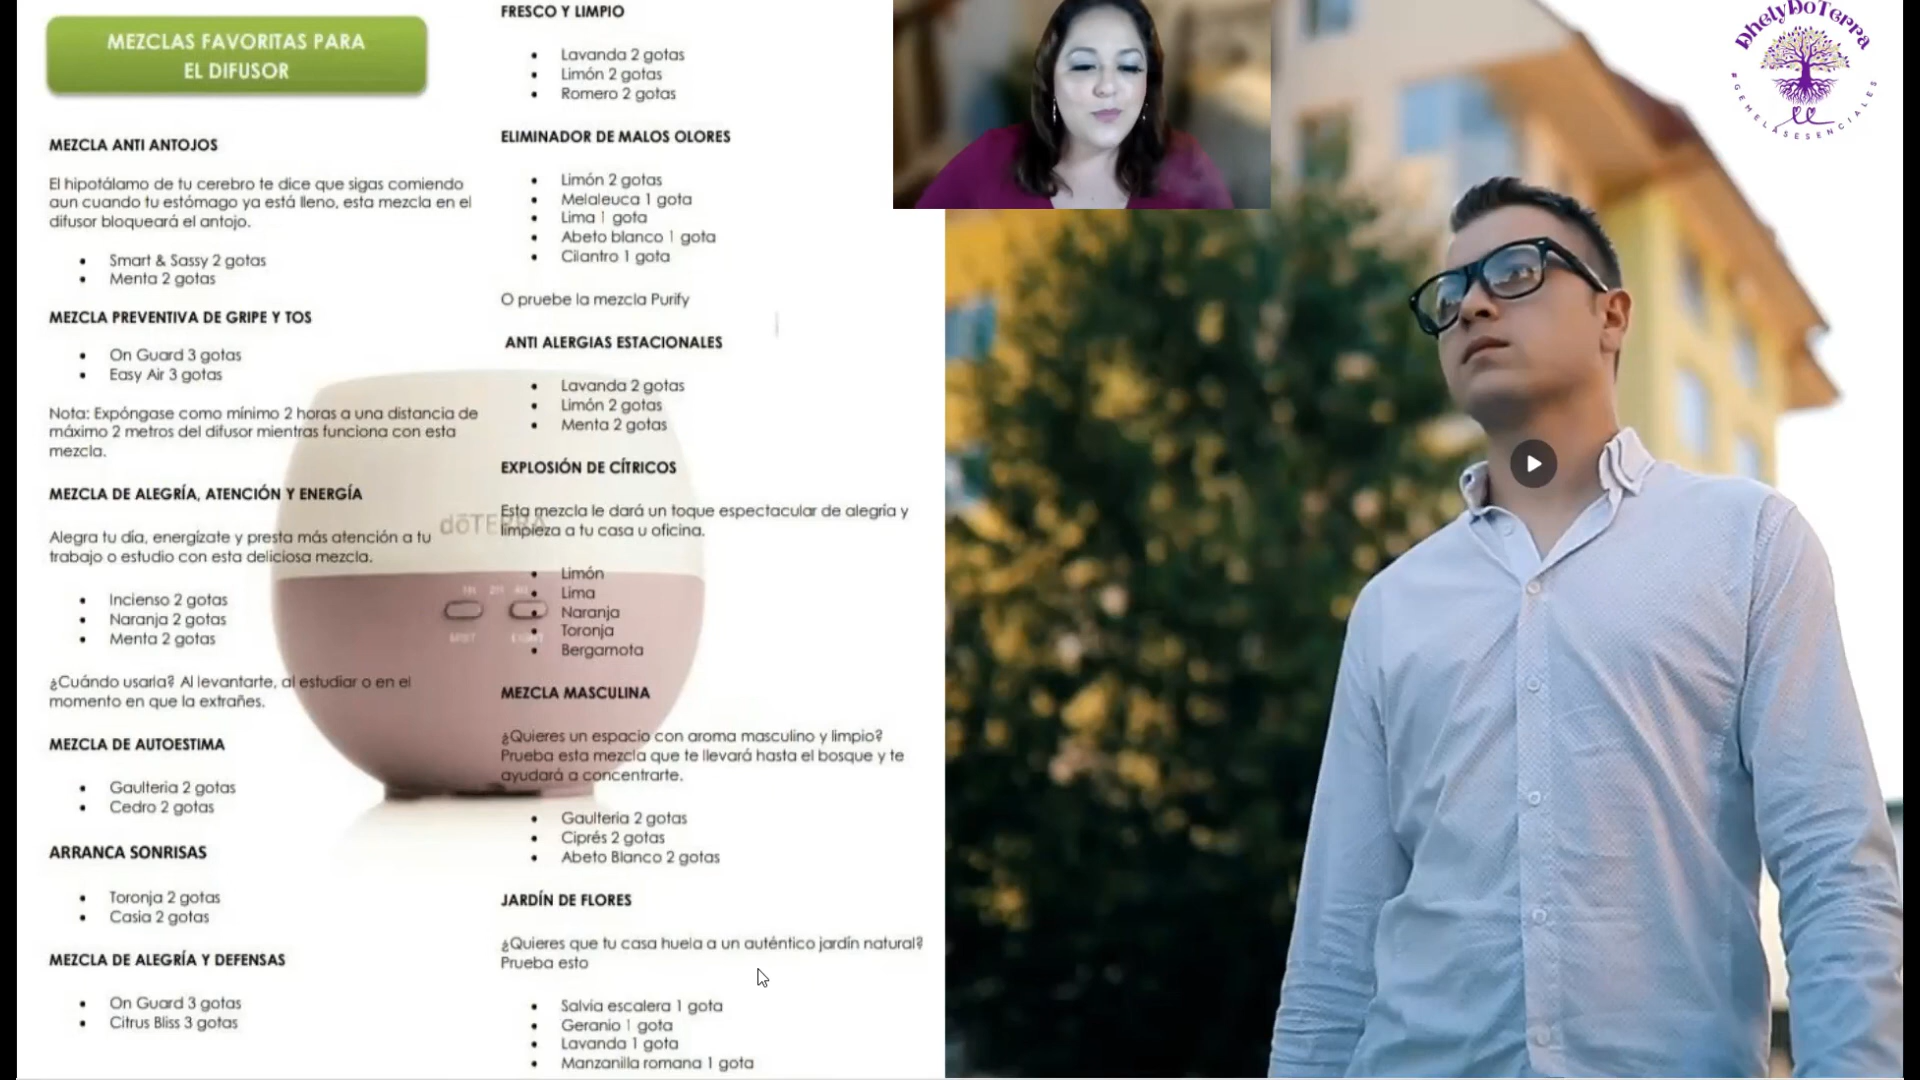 MEZCLAS FAVORITAS PARA
EL DIFUSOR
MEZCLA ANTI ANTOJOS
El hipotálamo de tu cerebro te dice que sigas comiendo
aun cuando tu estómago ya está lleno, esta mezcla en el
difusor bloqueará el antojo.
• Smart & Sassy 2 gotas
• Menta 2 gotas
MEZCLA PREVENTIVA DE GRIPE Y TOS
• On Guard 3 gotas
• Easy Air 3 gotas
Nota: Expóngase como mínimo 2 horas a una distancia de
máximo 2 metros del difusor mientras funciona con esta
mezcla.
MEZCLA DE ALEGRÍA, ATENCIÓN Y ENERGÍA
Alegra tu día, energízate y presta más atención a tu
trabajo o estudio con esta deliciosa mezcla.
• Incienso 2 gotas
• Naranja 2 gotas
• Menta 2 gotas
¿Cuándo usarla? Al levantarte, al estudiar o en el
momento en que la extrañes.
MEZCLA DE AUTOESTIMA
• Gaulteria 2 gotas
• Cedro 2 gotas
ARRANCA SONRISAS
• Toronja 2 gotas
• Casia 2 gotas
MEZCLA DE ALEGRÍA Y DEFENSAS
• On Guard 3 gotas
• Citrus Bliss 3 gotas
FRESCO Y LIMPIO
• Lavanda 2 gotas
• Limón 2 gotas
• Romero 2 gotas
ELIMINADOR DE MALOS OLORES
• Limón 2 gotas
• Melaleuca 1 gota
• Lima 1 gota
• Abeto blanco 1 gota
• Cilantro 1 gota
O pruebe la mezcla Purify
ANTI ALERGIAS ESTACIONALES
• Lavanda 2 gotas
• Limón 2 gotas
• Menta 2 gotas
EXPLOSIÓN DE CÍTRICOS
Esta mezcla le dará un toque espectacular de alegría y
limpieza a tu casa u oficina.
• Limón
• Lima
• Naranja
• Toronja
• Bergamota
MEZCLA MASCULINA
¿Quieres un espacio con aroma masculino y limpio?
Prueba esta mezcla que te llevará hasta el bosque y te
ayudará a concentrarte.
• Gaulteria 2 gotas
• Ciprés 2 gotas
• Abeto Blanco 2 gotas
JARDÍN DE FLORES
¿Quieres que tu casa huela a un auténtico jardín natural?
Prueba esto
• Salvia escalera 1 gota
• Geranio 1 gota
• Lavanda 1 gota
• Manzanilla romana 1 gota
dōTERRA
DhelyDoTerra
#GEMELASESENCIALES